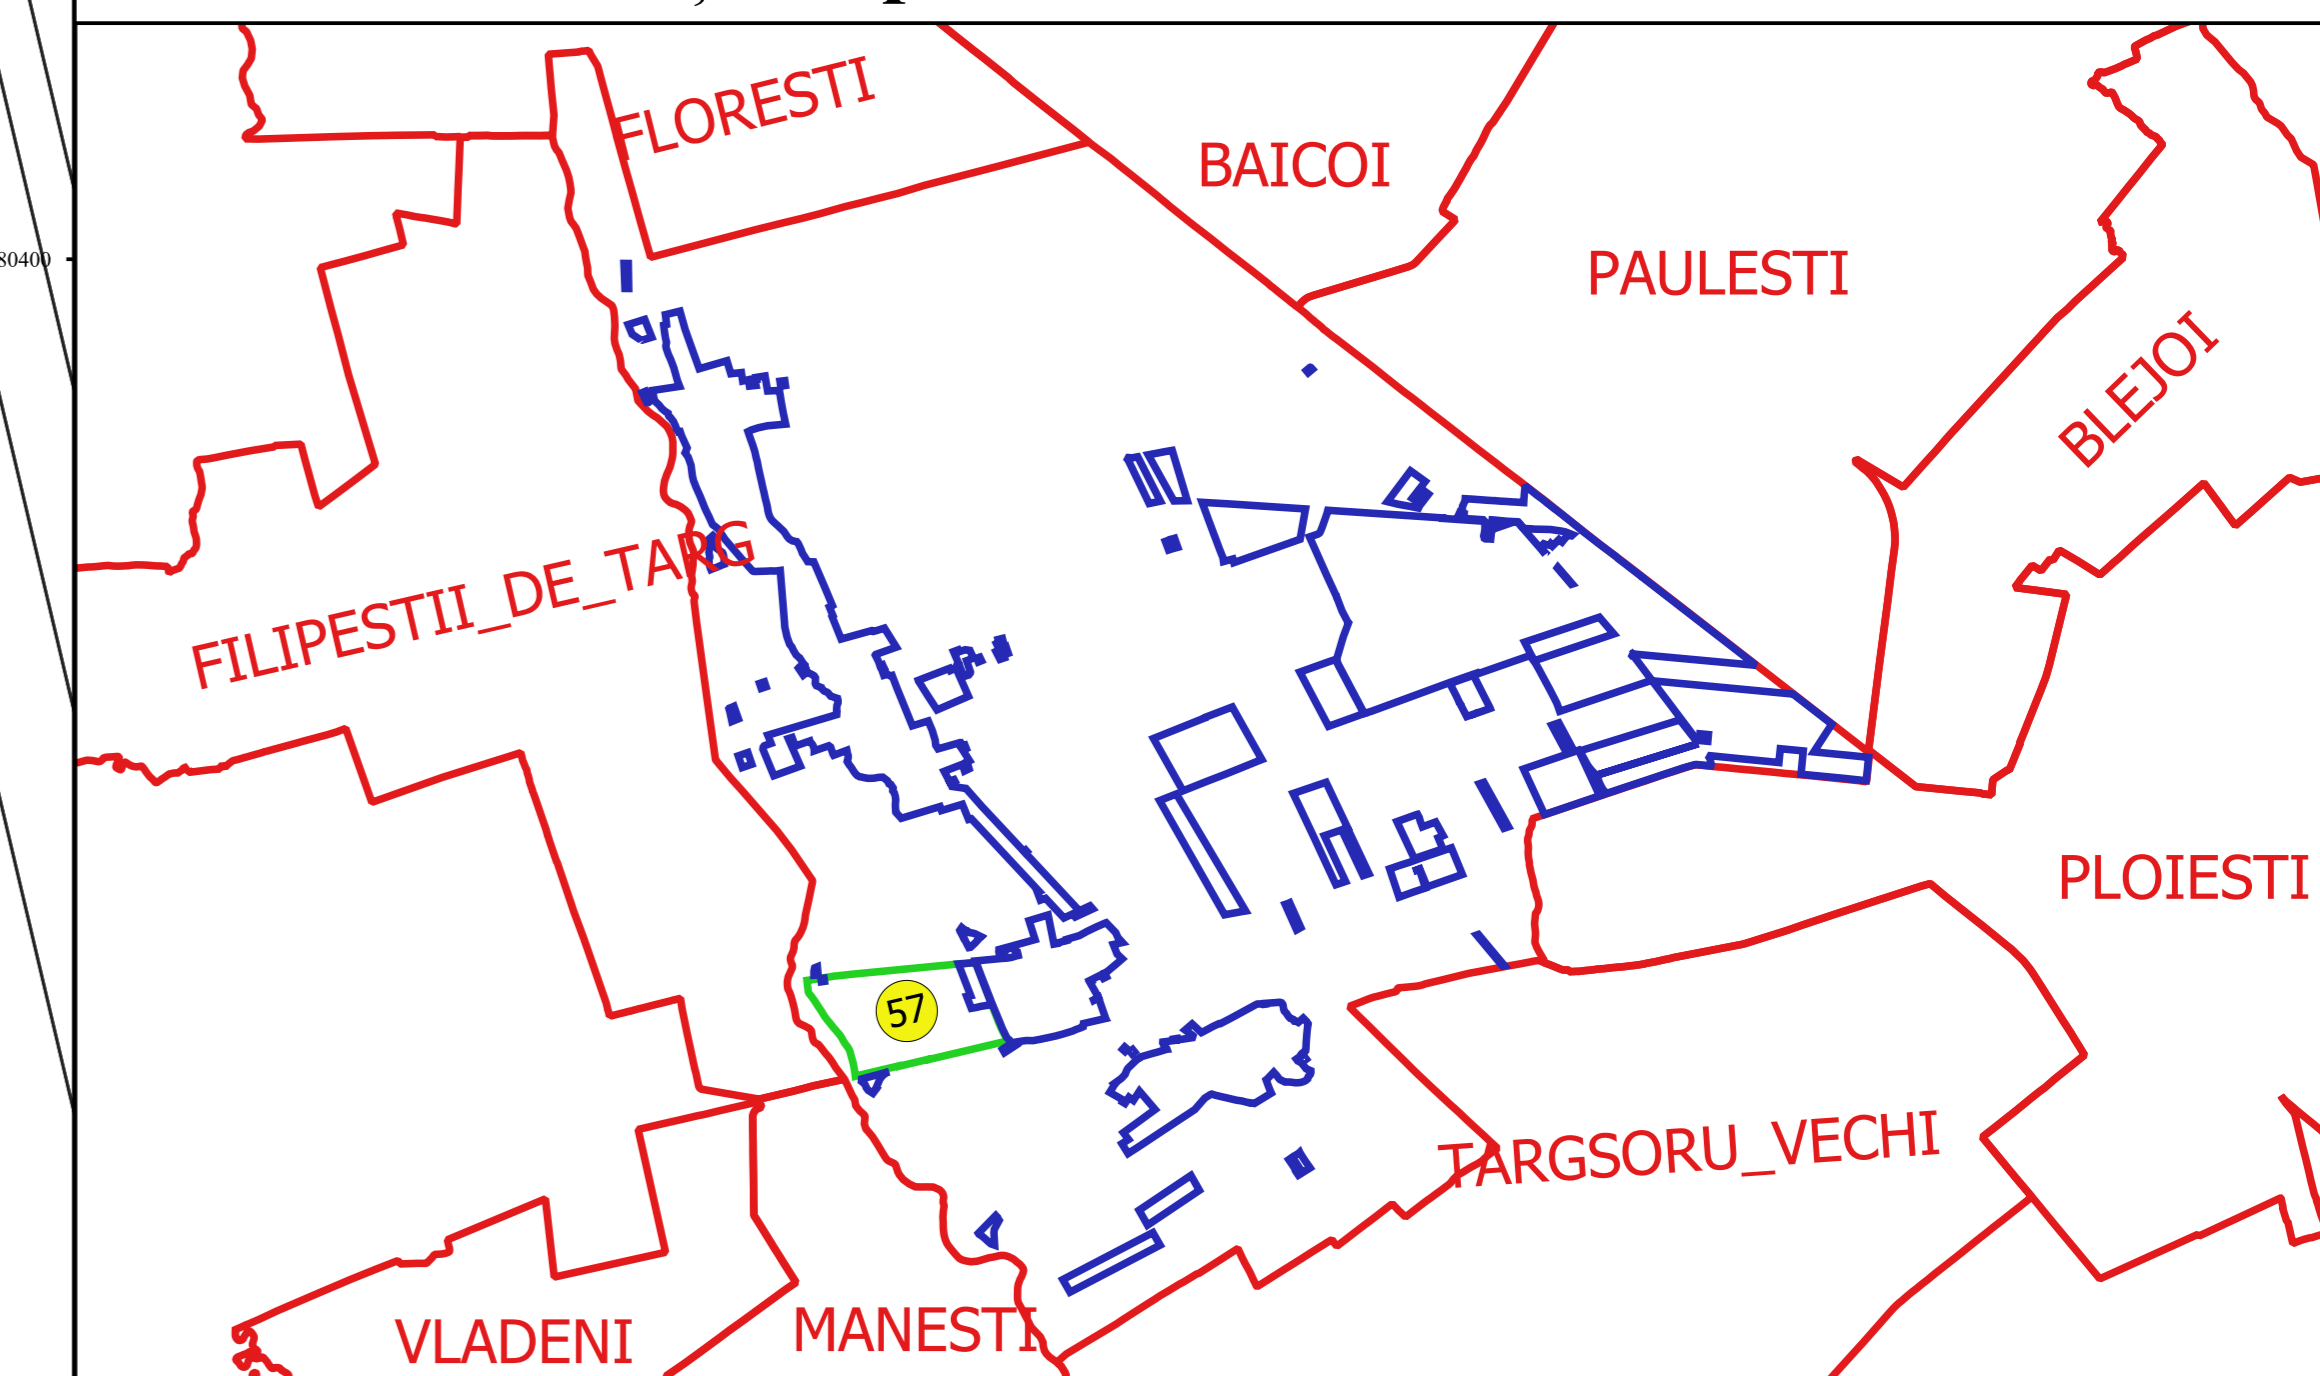 FLORESTI
BAICOI
PAULESTI
80400
BLEJOI
FILIPESTII_DE_TARG
PLOIESTI
57
TARGSORU_VECHI
MANESTI
VLADENI